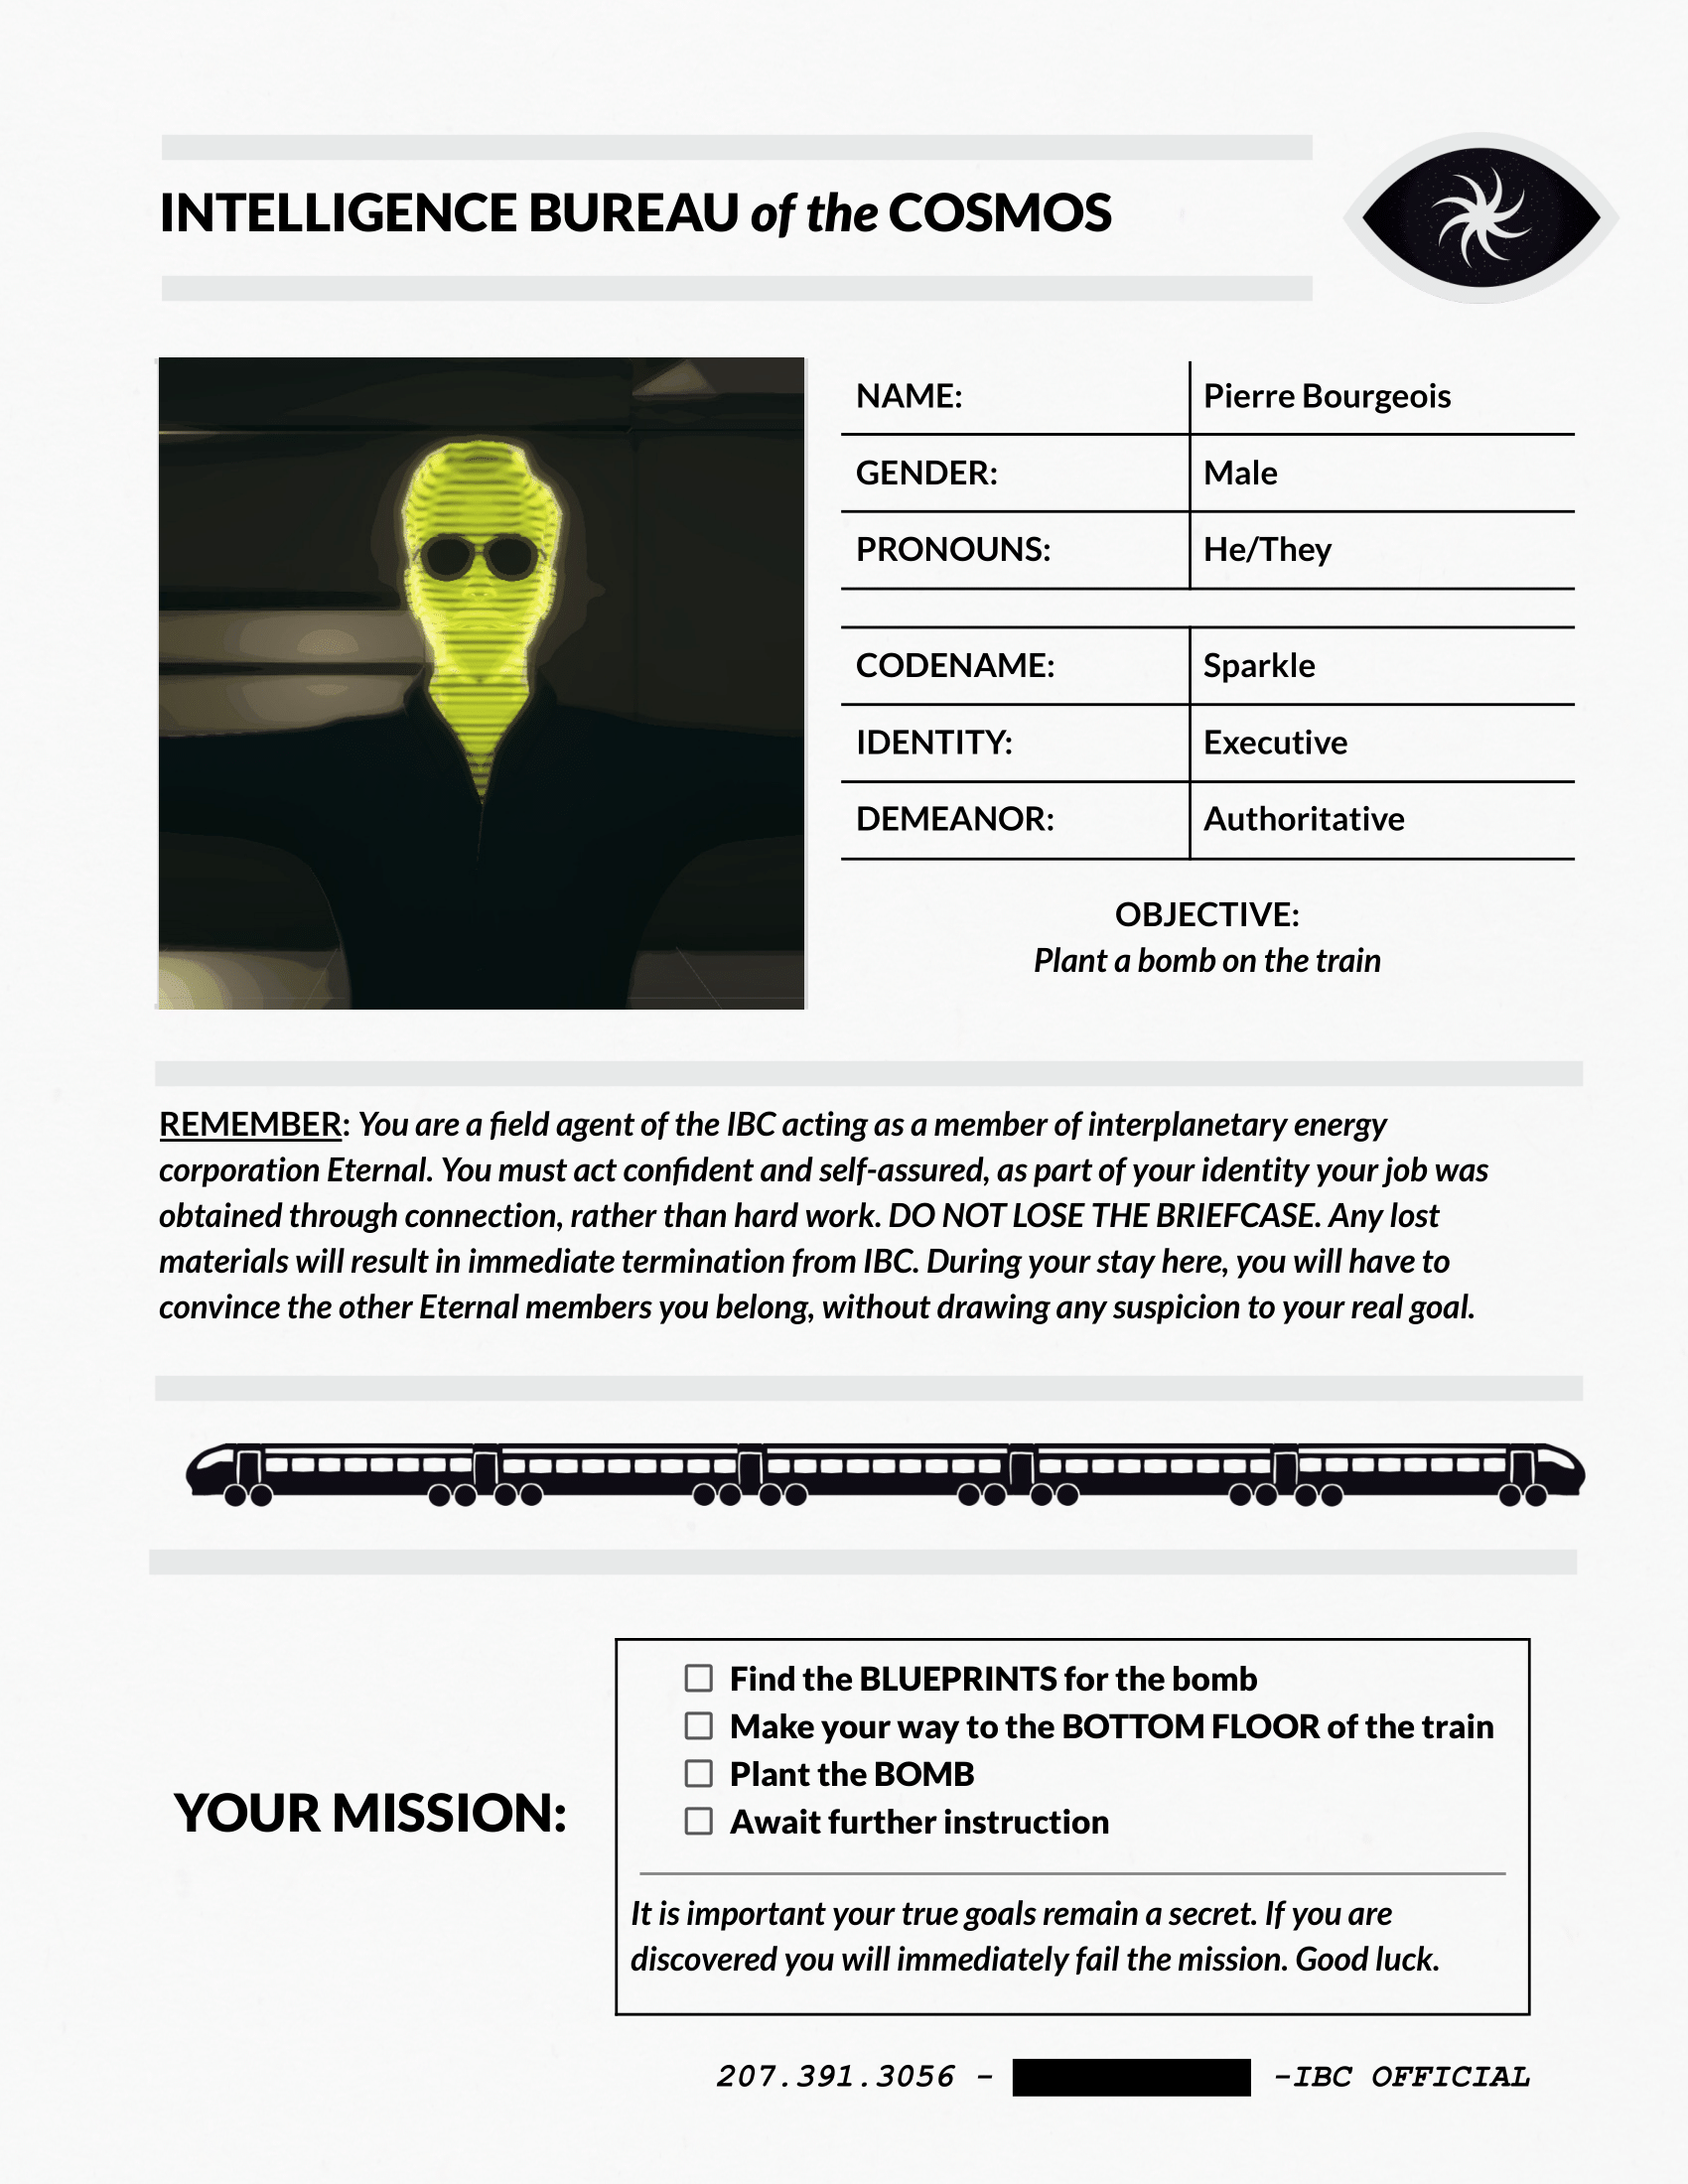 INTELLIGENCE BUREAU of the COSMOS
NAME: Pierre Bourgeois
GENDER: Male
PRONOUNS: He/They
CODENAME: Sparkle
IDENTITY: Executive
DEMEANOR: Authoritative
OBJECTIVE:
Plant a bomb on the train
REMEMBER: You are a field agent of the IBC acting as a member of interplanetary energy
corporation Eternal. You must act confident and self-assured, as part of your identity your job was
obtained through connection, rather than hard work. DO NOT LOSE THE BRIEFCASE. Any lost
materials will result in immediate termination from IBC. During your stay here, you will have to
convince the other Eternal members you belong, without drawing any suspicion to your real goal.
YOUR MISSION:
Find the BLUEPRINTS for the bomb
Make your way to the BOTTOM FLOOR of the train
Plant the BOMB
Await further instruction
It is important your true goals remain a secret. If you are
discovered you will immediately fail the mission. Good luck.
207.391.3056 - -IBC OFFICIAL